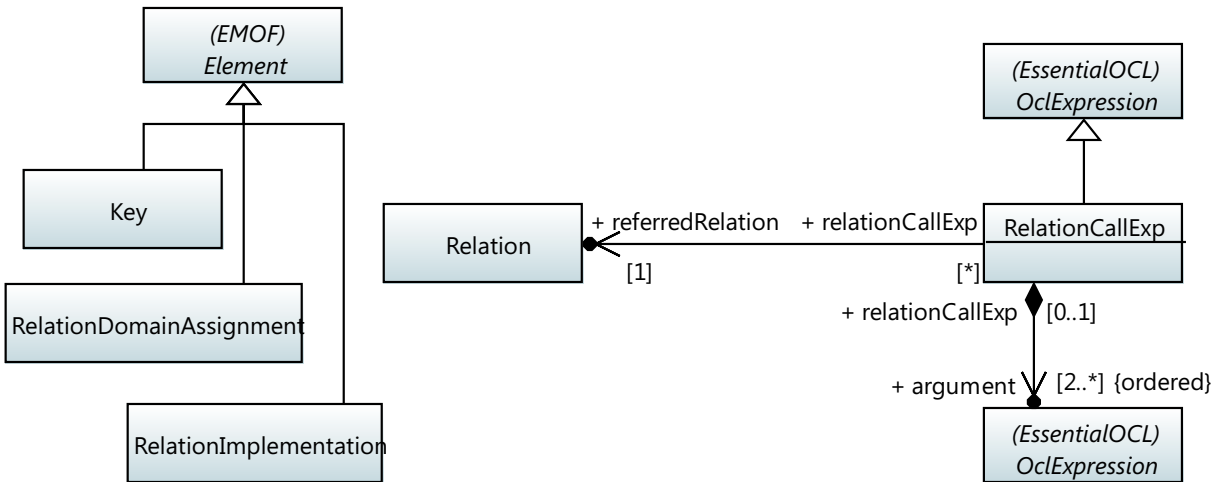 (EMOF)
Element
Key
RelationDomainAssignment
RelationImplementation
(EssentialOCL)
OclExpression
Relation
+ referredRelation
+ relationCallExp
RelationCallExp
[1]
[*]
+ relationCallExp
[0..1]
+ argument
[2..*] {ordered}
(EssentialOCL)
OclExpression